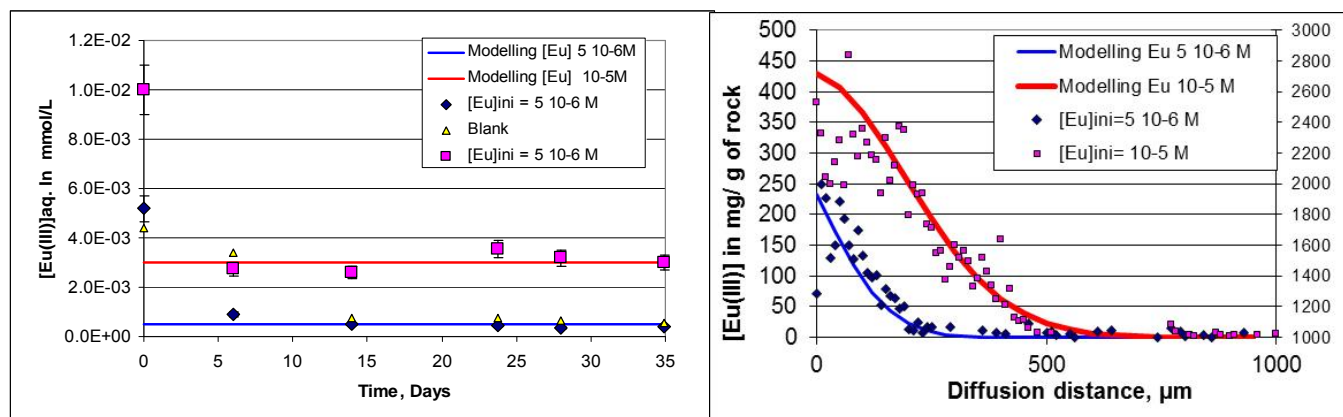 [Eu(III)]aq. In mmol/L
1.2E-02
1.0E-02
8.0E-03
6.0E-03
4.0E-03
2.0E-03
0.0E+00
Modelling [Eu] 5 10-6M
Modelling [Eu] 10-5M
[Eu]ini = 5 10-6 M
Blank
[Eu]ini = 5 10-6 M
0 5 10 15 20 25 30 35
Time, Days
[Eu(III)] in mg/ g of rock
500
450
400
350
300
250
200
150
100
50
0
Modelling Eu 5 10-6 M
Modelling Eu 10-5 M
[Eu]ini=5 10-6 M
[Eu]ini= 10-5 M
3000
2800
2600
2400
2200
2000
1800
1600
1400
1200
1000
0 500 1000
Diffusion distance, µm